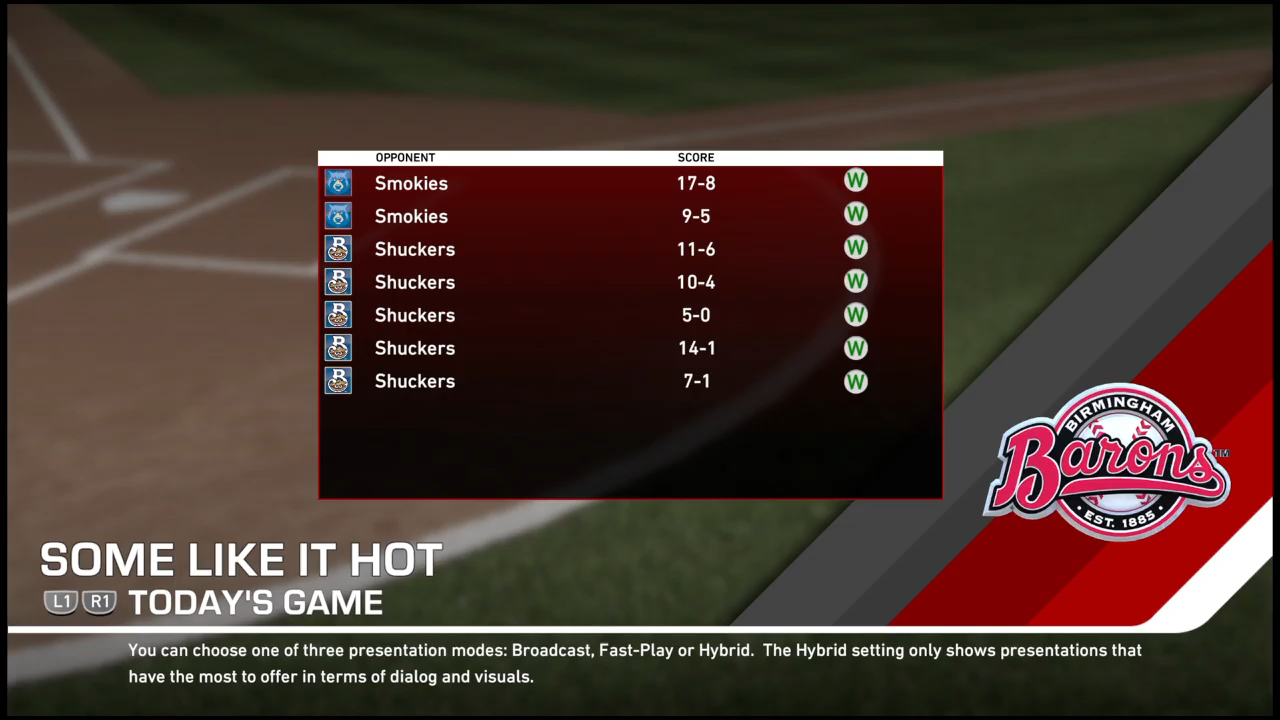 OPPONENT SCORE
Smokies 17-8 W
Smokies 9-5 W
Shuckers 11-6 W
Shuckers 10-4 W
Shuckers 5-0 W
Shuckers 14-1 W
Shuckers 7-1 W
BIRMINGHAM
Barons TM
· EST. 1885 ·
SOME LIKE IT HOT
L1 R1 TODAY'S GAME
You can choose one of three presentation modes: Broadcast, Fast-Play or Hybrid. The Hybrid setting only shows presentations that
have the most to offer in terms of dialog and visuals.